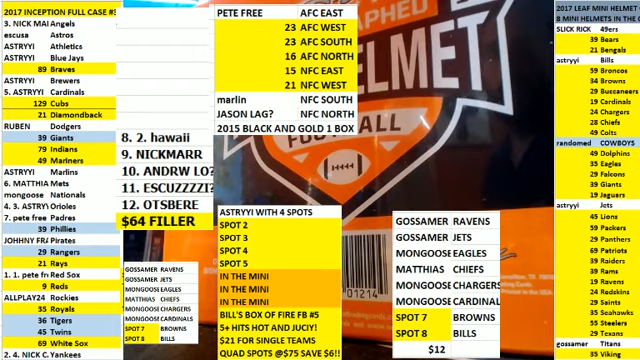 2017 INCEPTION FULL CASE #3
3. NICK MAI Angels
escusa Astros
ASTRYYI Athletics
ASTRYYI Blue Jays
89 Braves
ASTRYYI Brewers
5. ASTRYYI Cardinals
129 Cubs
21 Diamondback
RUBEN Dodgers
39 Giants
79 Indians
49 Mariners
ASTRYYI Marlins
6. MATTHIA Mets
mongoose Nationals
4. 3. ASTRYY Orioles
7. pete free Padres
39 Phillies
JOHNNY FRA Pirates
29 Rangers
21 Rays
1. 1. pete fr Red Sox
9 Reds
ALLPLAY24 Rockies
35 Royals
36 Tigers
45 Twins
69 White Sox
2. 4. NICK C. Yankees
8. 2. hawaii
9. NICKMARR
10. ANDRW LO?
11. ESCUZZZZI?
12. OTSBERE
$64 FILLER
GOSSAMER RAVENS
GOSSAMER JETS
MONGOOSE EAGLES
MATTHIAS CHIEFS
MONGOOSE CHARGERS
MONGOOSE CARDINALS
SPOT 7 BROWNS
SPOT 8 BILLS
PETE FREE AFC EAST
23 AFC WEST
23 AFC SOUTH
16 AFC NORTH
15 NFC EAST
21 NFC WEST
marlin NFC SOUTH
JASON LAG? NFC NORTH
2015 BLACK AND GOLD 1 BOX
APHED
HELMET
FOOTBALL
ASTRYYI WITH 4 SPOTS
SPOT 2
SPOT 3
SPOT 4
SPOT 5
IN THE MINI
IN THE MINI
IN THE MINI
BILL'S BOX OF FIRE FB #5
5+ HITS HOT AND JUCIY!
$21 FOR SINGLE TEAMS
QUAD SPOTS @$75 SAVE $6!!
01214
GOSSAMER RAVENS
GOSSAMER JETS
MONGOOSE EAGLES
MATTHIAS CHIEFS
MONGOOSE CHARGERS
MONGOOSE CARDINAL
SPOT 7 BROWNS
SPOT 8 BILLS
$12
2017 LEAF MINI HELMET
8 MINI HELMETS IN THE C
SLICK RICK 49ers
39 Bears
21 Bengals
astryyi Bills
59 Broncos
34 Browns
29 Buccaneers
19 Cardinals
24 Chargers
28 Chiefs
49 Colts
randomed COWBOYS
49 Dolphins
35 Eagles
29 Falcons
39 Giants
19 Jaguars
astryyi Jets
45 Lions
59 Packers
29 Panthers
69 Patriots
39 Raiders
39 Rams
19 Ravens
24 Redskins
29 Saints
35 Seahawks
55 Steelers
29 Texans
gossamer Titans
35 Viking